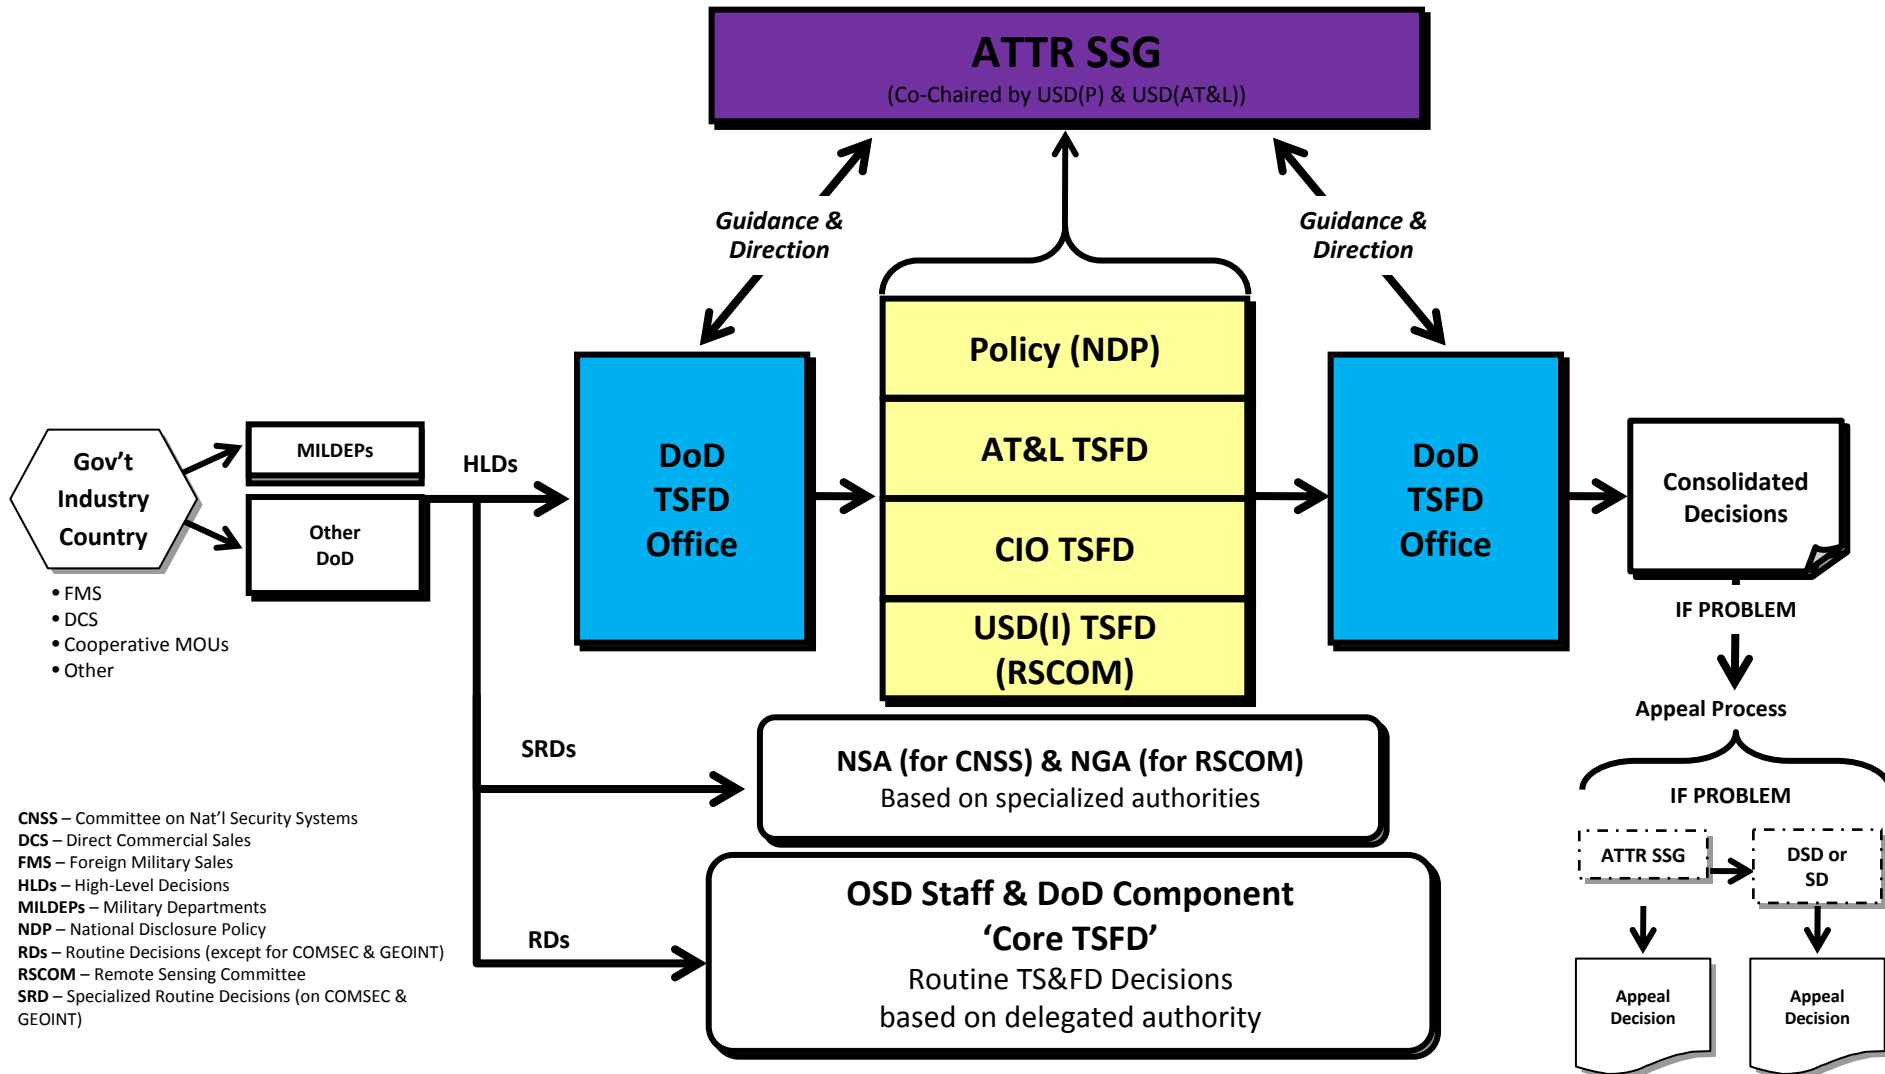 ATTR SSG
(Co-Chaired by USD(P) & USD(AT&L))
Guidance &
Direction
Guidance &
Direction
Policy (NDP)
AT&L TSFD
CIO TSFD
USD(I) TSFD
(RSCOM)
Gov't
Industry
Country
• FMS
• DCS
• Cooperative MOUs
• Other
MILDEPs
Other
DoD
HLDs
DoD
TSFD
Office
DoD
TSFD
Office
Consolidated
Decisions
IF PROBLEM
Appeal Process
IF PROBLEM
ATTR SSG
DSD or
SD
Appeal
Decision
Appeal
Decision
SRDs
NSA (for CNSS) & NGA (for RSCOM)
Based on specialized authorities
RDs
OSD Staff & DoD Component
‘Core TSFD’
Routine TS&FD Decisions
based on delegated authority
CNSS – Committee on Nat’l Security Systems
DCS – Direct Commercial Sales
FMS – Foreign Military Sales
HLDs – High-Level Decisions
MILDEPs – Military Departments
NDP – National Disclosure Policy
RDs – Routine Decisions (except for COMSEC & GEOINT)
RSCOM – Remote Sensing Committee
SRD – Specialized Routine Decisions (on COMSEC &
GEOINT)